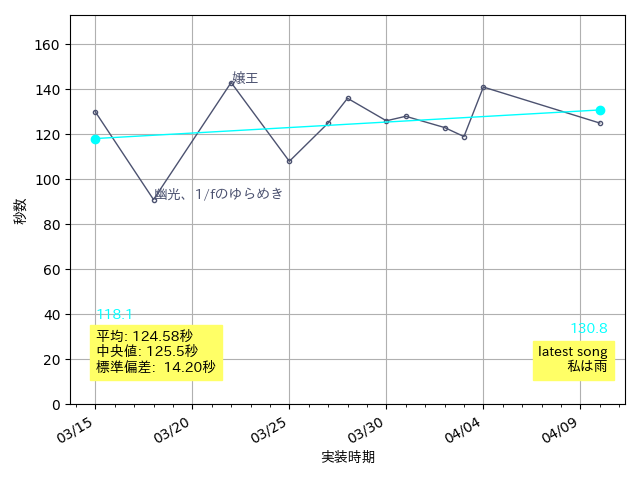 160
140
120
100
80
60
40
20
0
秒数
嬢王
幽光、1/fのゆらめき
118.1
130.8
平均: 124.58秒
中央値: 125.5秒
標準偏差: 14.20秒
latest song
私は雨
03/15
03/20
03/25
03/30
04/04
04/09
実装時期